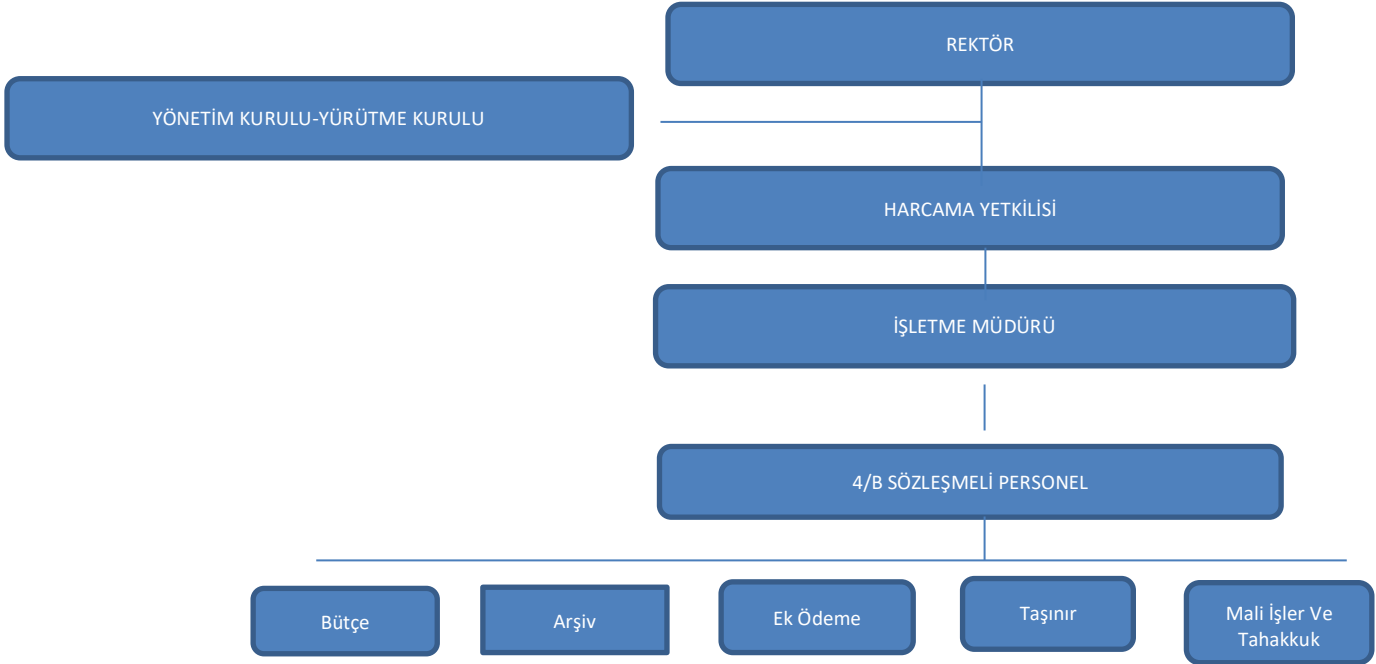 REKTÖR
YÖNETİM KURULU-YÜRÜTME KURULU
HARCAMA YETKİLİSİ
İŞLETME MÜDÜRÜ
4/B SÖZLEŞMELİ PERSONEL
Bütçe
Arşiv
Ek Ödeme
Taşınır
Mali İşler Ve
Tahakkuk